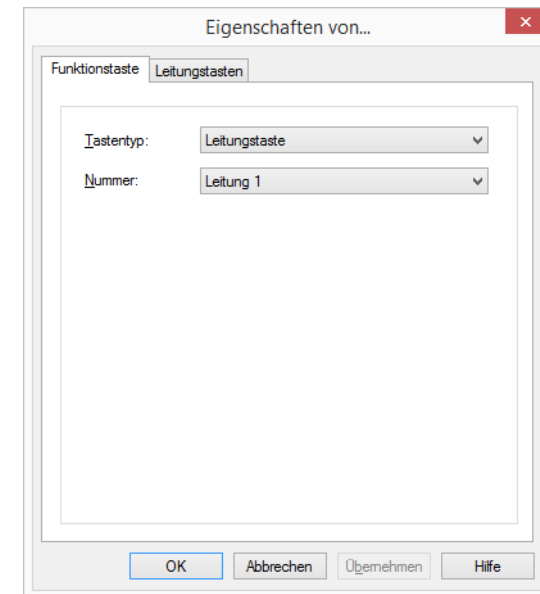 Eigenschaften von...
Funktionstaste Leitungstasten
Tastentyp: Leitungstaste
Nummer: Leitung 1
OK Abbrechen Übernehmen Hilfe